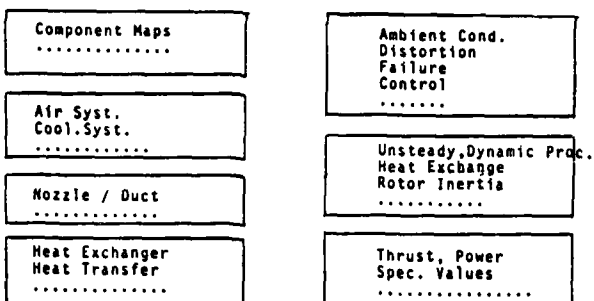 Component Maps
..............
Air Syst.
Cool.Syst.
............
Nozzle / Duct
.............
Heat Exchanger
Heat Transfer
..............
Ambient Cond.
Distortion
Failure
Control
.......
Unsteady,Dynamic Proc.
Heat Exchange
Rotor Inertia
...........
Thrust, Power
Spec. Values
................